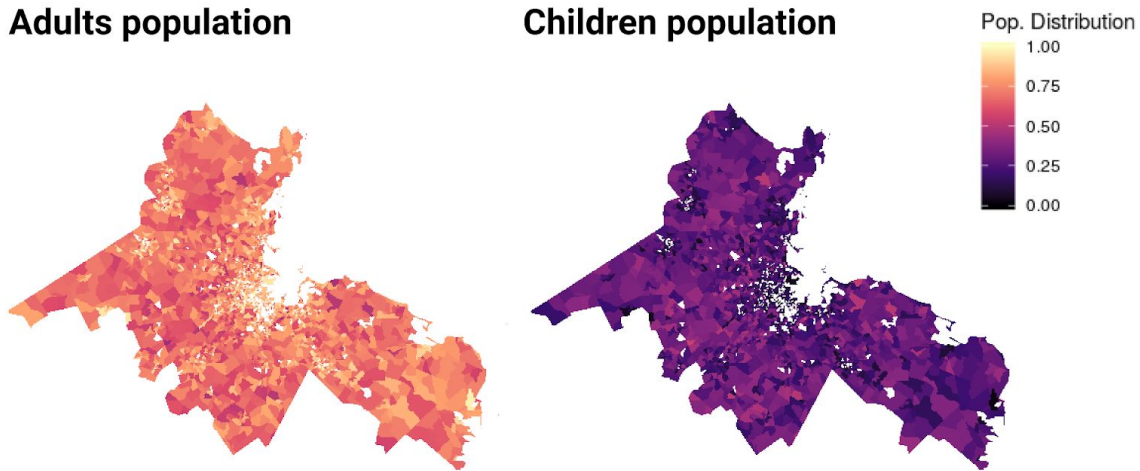 Adults population
Children population
Pop. Distribution
1.00
0.75
0.50
0.25
0.00